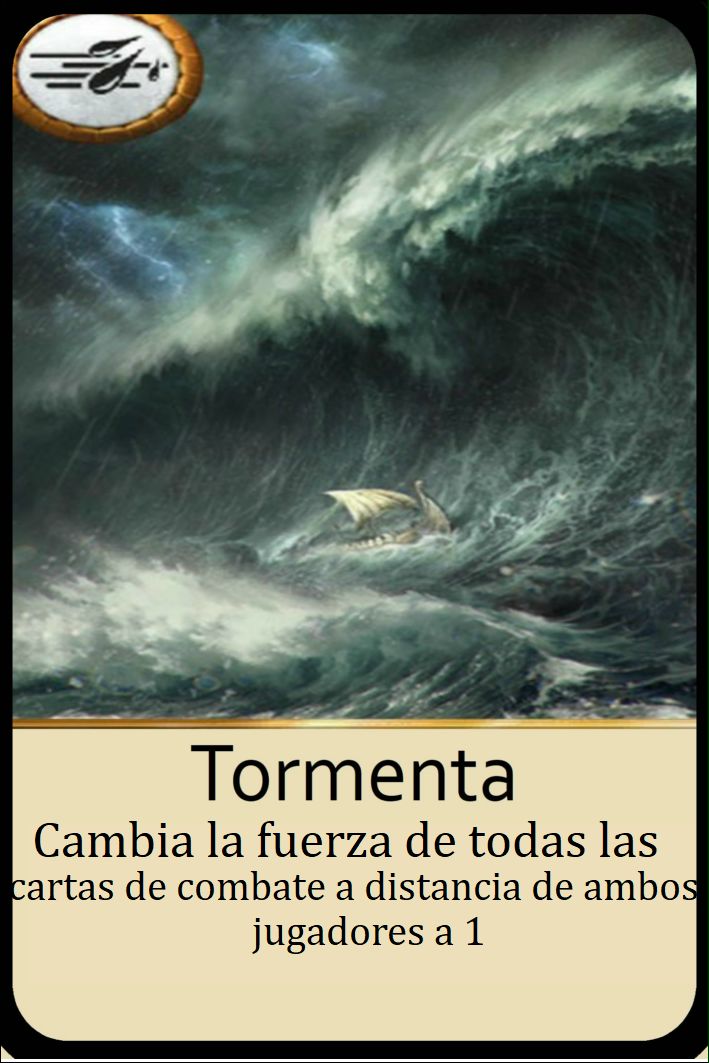 Tormenta
Cambia la fuerza de todas las
cartas de combate a distancia de ambos
jugadores a 1